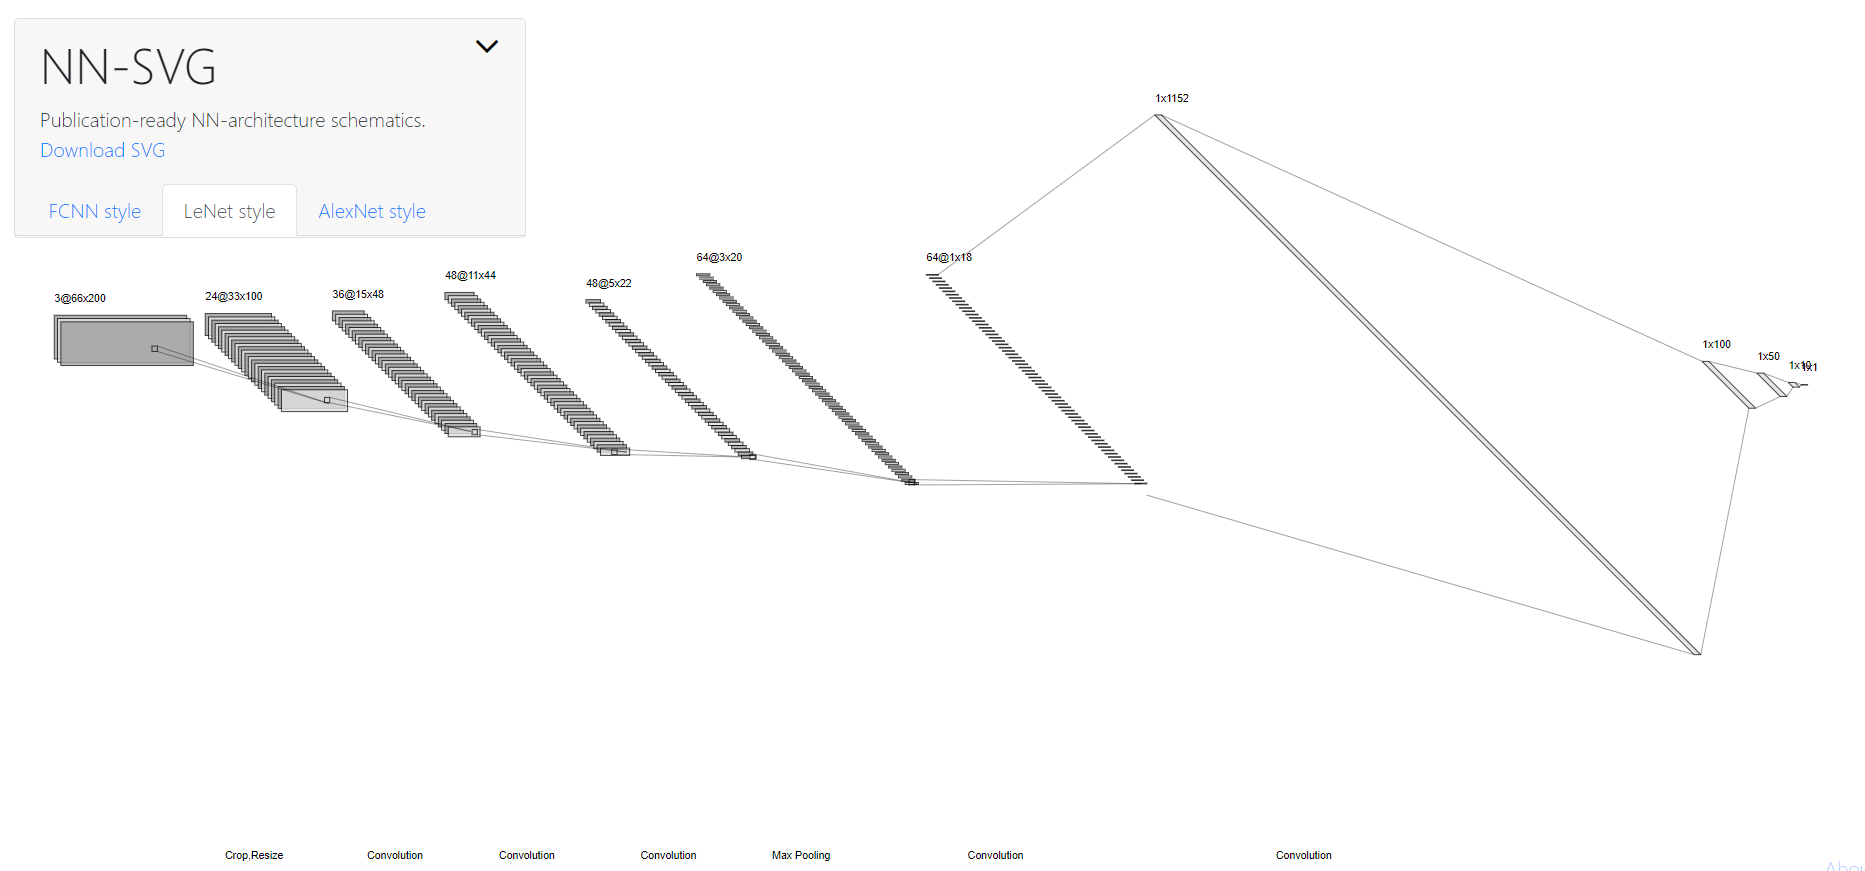 NN-SVG
Publication-ready NN-architecture schematics.
Download SVG
FCNN style
LeNet style
AlexNet style
3@66x200
24@33x100
36@15x48
48@11x44
48@5x22
64@3x20
64@1x18
1x1152
1x100
1x50
1x10
1x1
Crop,Resize
Convolution
Convolution
Convolution
Max Pooling
Convolution
Convolution